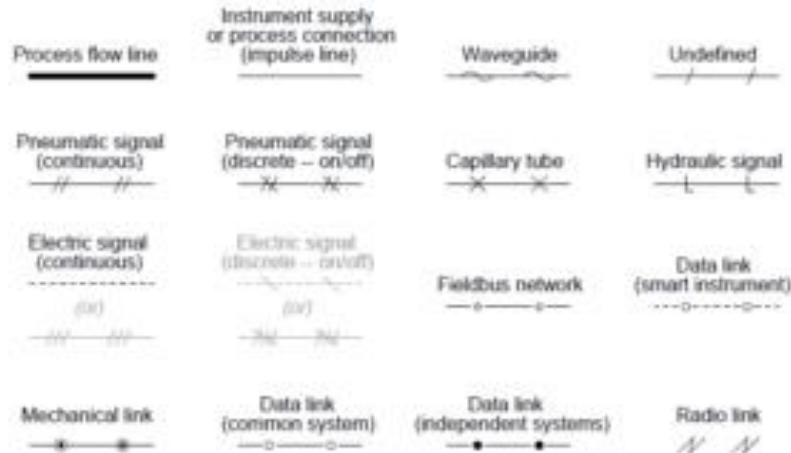 Process flow line
Instrument supply
or process connection
(impulse line)
Waveguide
Undefined
Pneumatic signal
(continuous)
Pneumatic signal
(discrete -- on/off)
Capillary tube
Hydraulic signal
Electric signal
(continuous)
(or)
Electric signal
(discrete -- on/off)
(or)
Fieldbus network
Data link
(smart instrument)
Mechanical link
Data link
(common system)
Data link
(independent systems)
Radio link